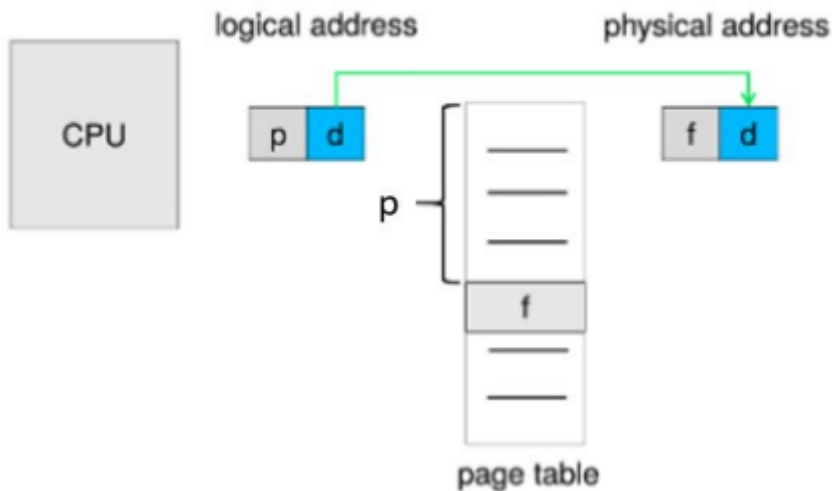 logical address
physical address
CPU
p d
f d
p
f
page table